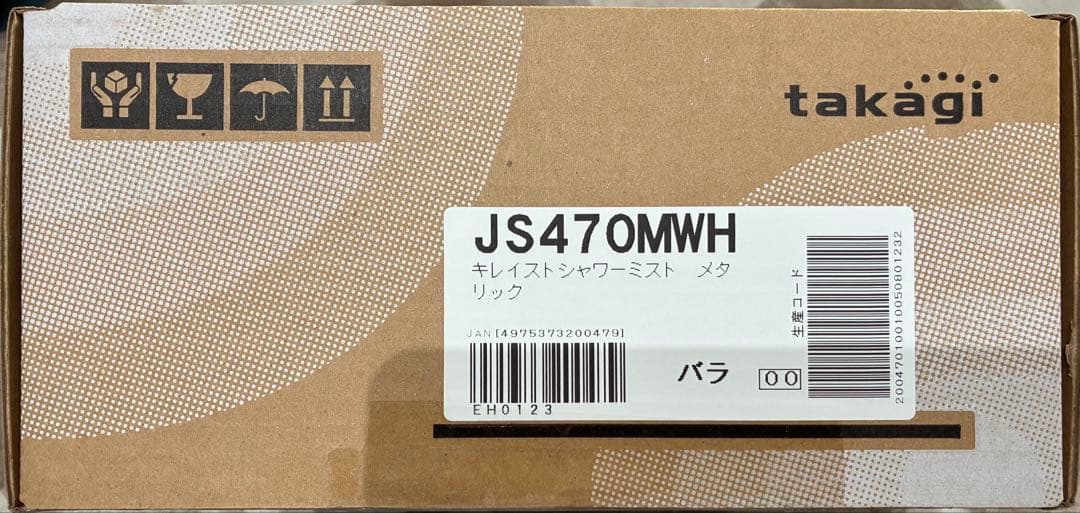 takagi
JS470MWH
キレイストシャワーミスト　メタ
リック
JAN[4975373200479]
EH0123
バラ
00
生産コード
20047010010050801232